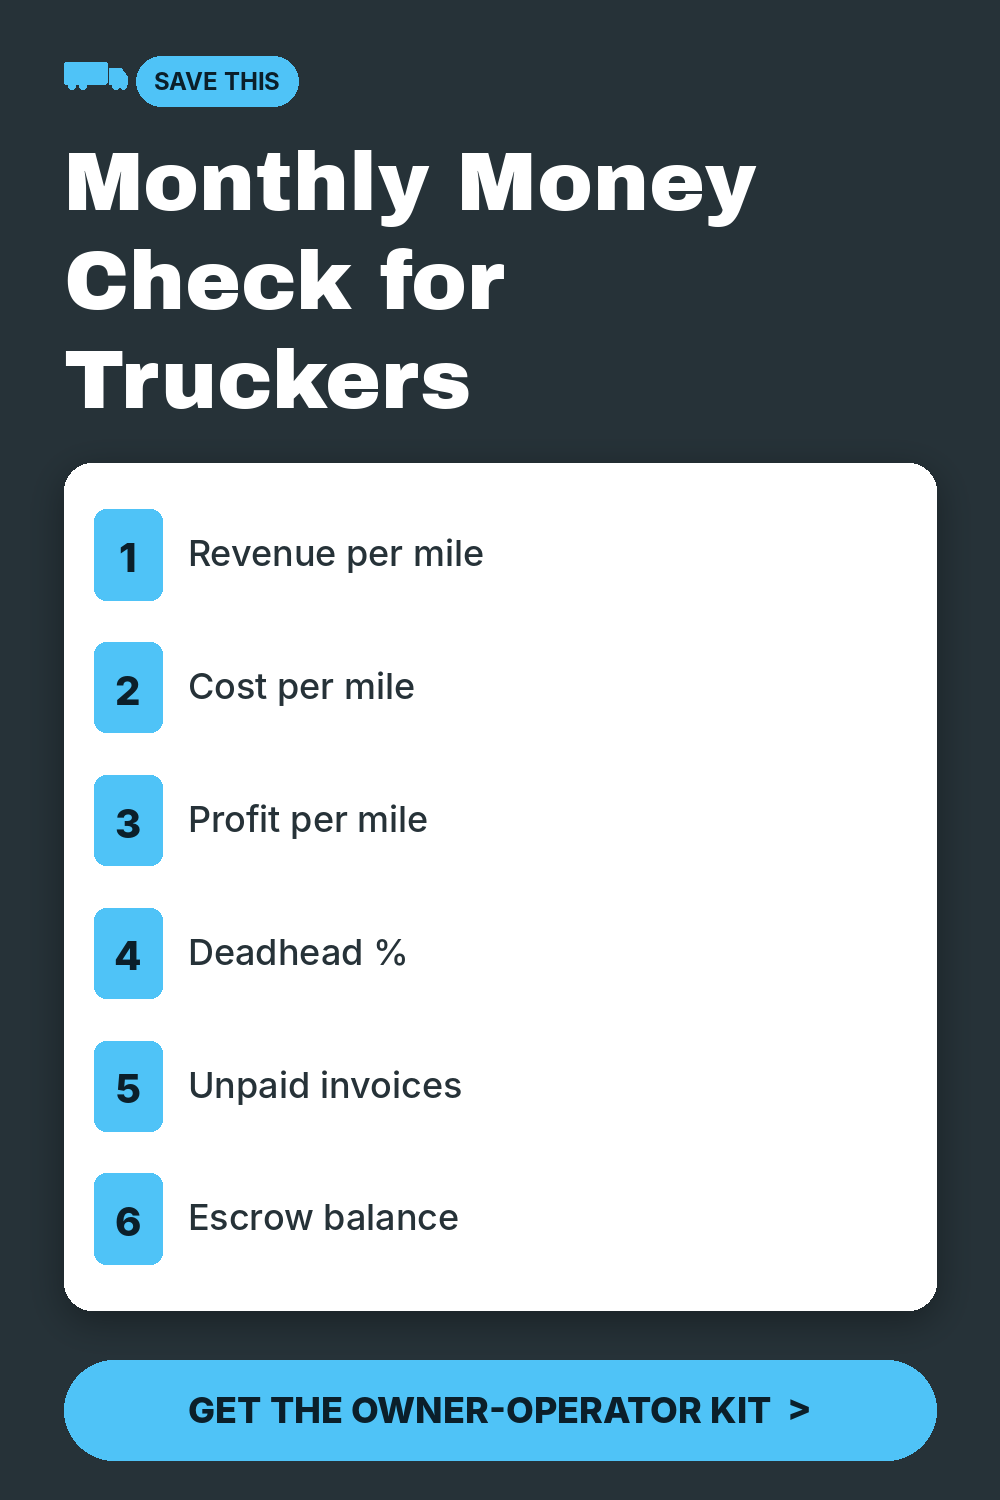 SAVE THIS
Monthly Money
Check for
Truckers
1 Revenue per mile
2 Cost per mile
3 Profit per mile
4 Deadhead %
5 Unpaid invoices
6 Escrow balance
GET THE OWNER-OPERATOR KIT >